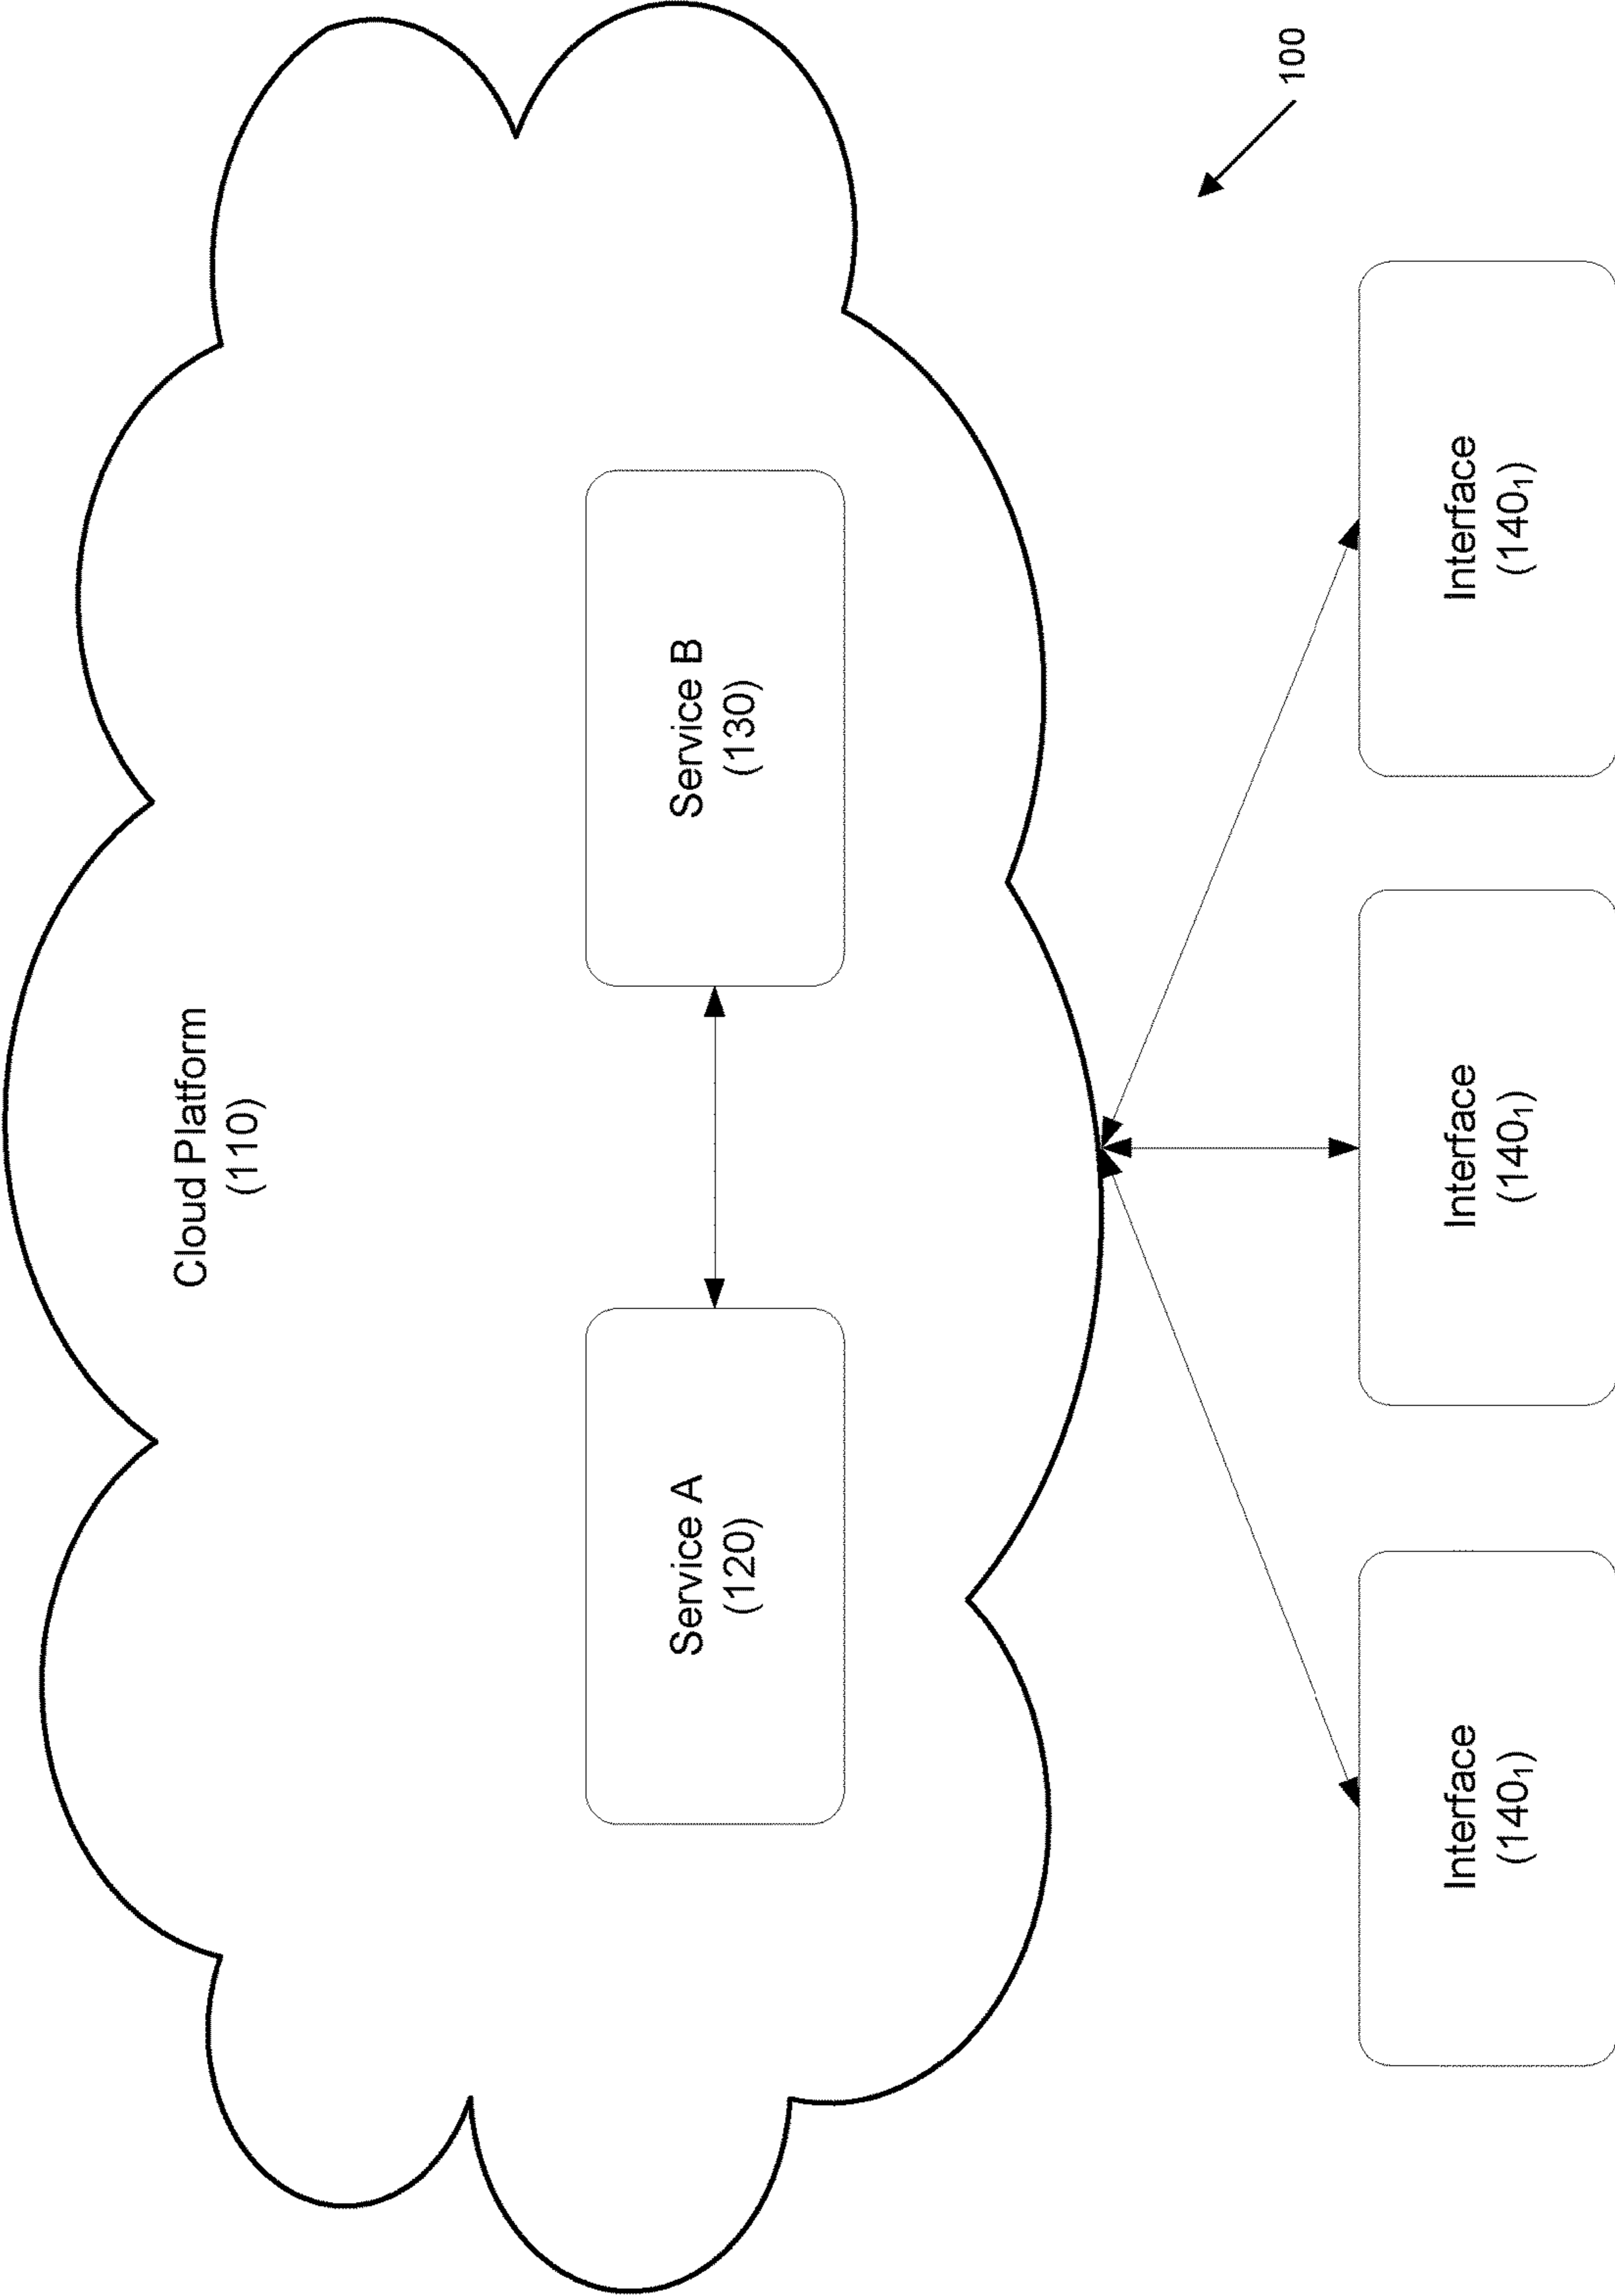 Cloud Platform
(110)
Service A
(120)
Service B
(130)
100
Interface
(140₁)
Interface
(140₁)
Interface
(140₁)